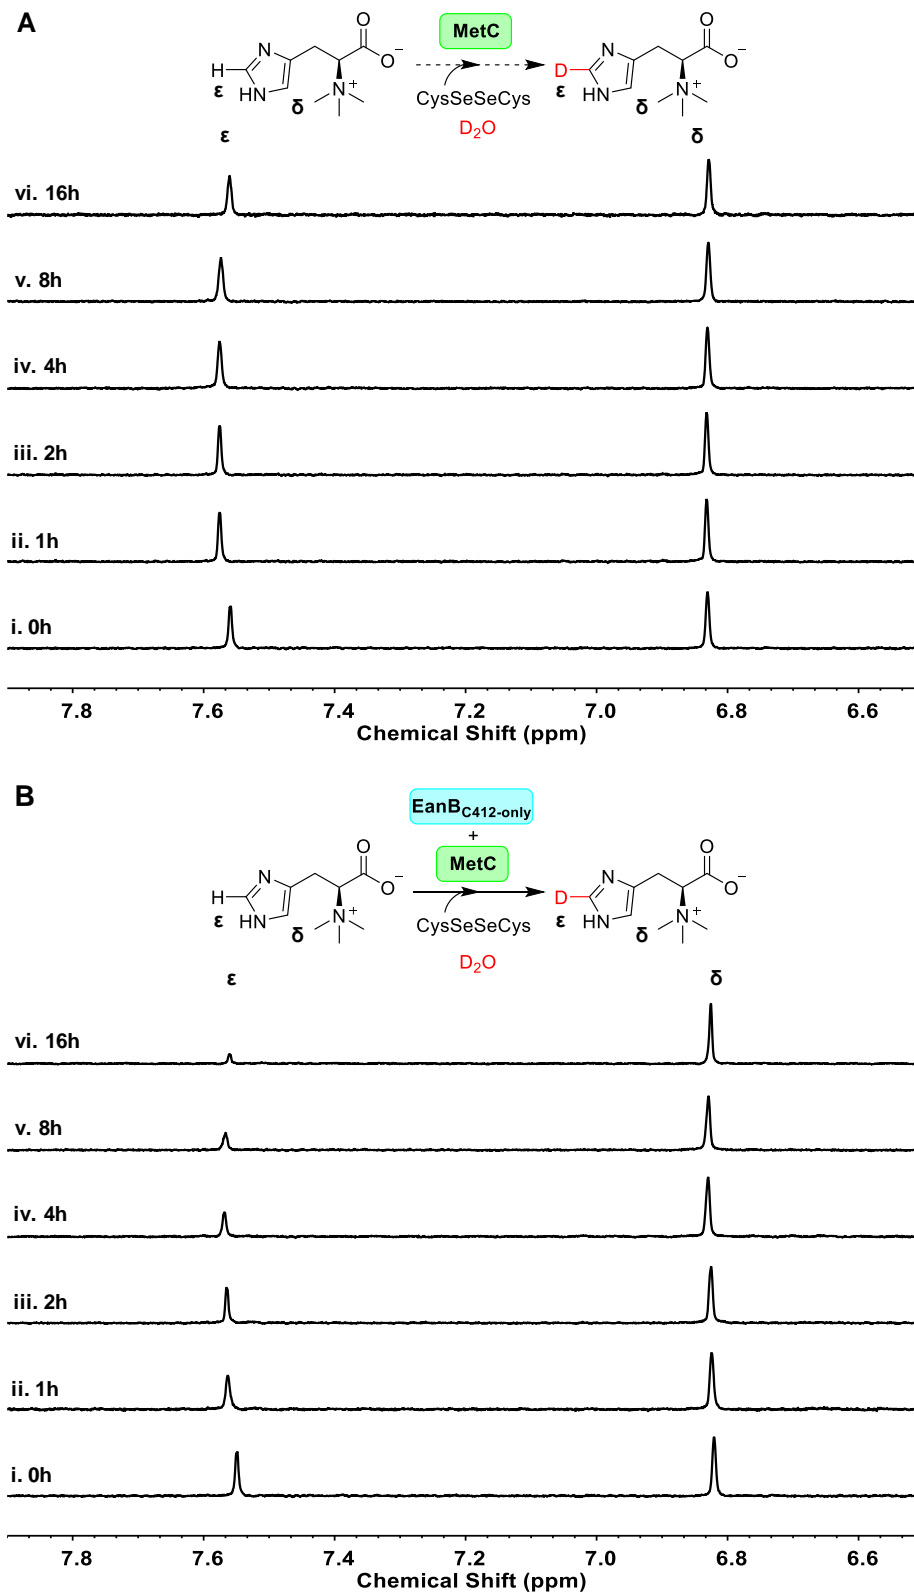 A
MetC
H
N
HN
ε
δ
O
O−
N+
CysSeSeCys
D2O
D
N
HN
ε
δ
O
O−
N+
ε
δ
vi. 16h
v. 8h
iv. 4h
iii. 2h
ii. 1h
i. 0h
7.8 7.6 7.4 7.2 7.0 6.8 6.6
Chemical Shift (ppm)
B
EanBC412-only
+
MetC
H
N
HN
ε
δ
O
O−
N+
CysSeSeCys
D2O
D
N
HN
ε
δ
O
O−
N+
ε
δ
vi. 16h
v. 8h
iv. 4h
iii. 2h
ii. 1h
i. 0h
7.8 7.6 7.4 7.2 7.0 6.8 6.6
Chemical Shift (ppm)